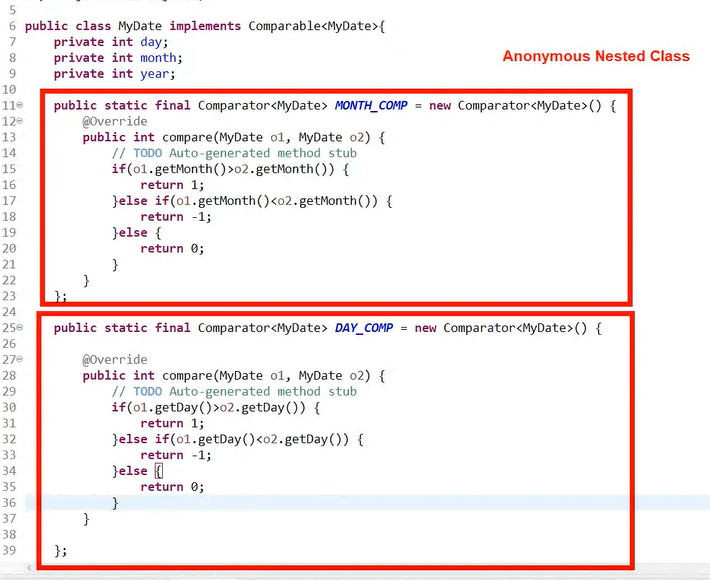 5
6 public class MyDate implements Comparable<MyDate>{
7 private int day;
8 private int month;
Anonymous Nested Class
9 private int year;
10
11 public static final Comparator<MyDate> MONTH_COMP = new Comparator<MyDate>() {
12 @Override
13 public int compare(MyDate o1, MyDate o2) {
14 // TODO Auto-generated method stub
15 if(o1.getMonth()>o2.getMonth()) {
16 return 1;
17 }else if(o1.getMonth()<o2.getMonth()) {
18 return -1;
19 }else {
20 return 0;
21 }
22 }
23 };
24
25 public static final Comparator<MyDate> DAY_COMP = new Comparator<MyDate>() {
26
27 @Override
28 public int compare(MyDate o1, MyDate o2) {
29 // TODO Auto-generated method stub
30 if(o1.getDay()>o2.getDay()) {
31 return 1;
32 }else if(o1.getDay()<o2.getDay()) {
33 return -1;
34 }else {
35 return 0;
36 }
37 }
38
39 };